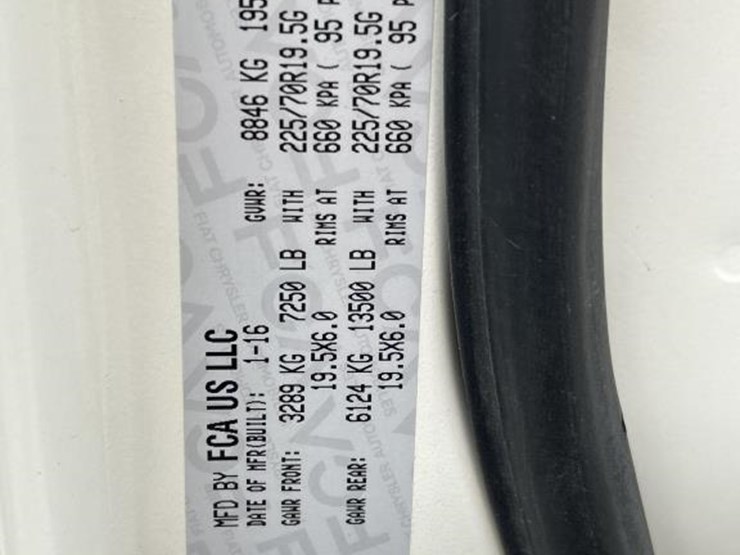 MFD BY FCA US LLC
DATE OF MFR(BUILT): 1-16 GVWR: 8846 KG 195
GAWR FRONT: 3289 KG 7250 LB WITH 225/70R19.5G
19.5X6.0 RIMS AT 660 KPA ( 95 P
GAWR REAR: 6124 KG 13500 LB WITH 225/70R19.5G
19.5X6.0 RIMS AT 660 KPA ( 95 P